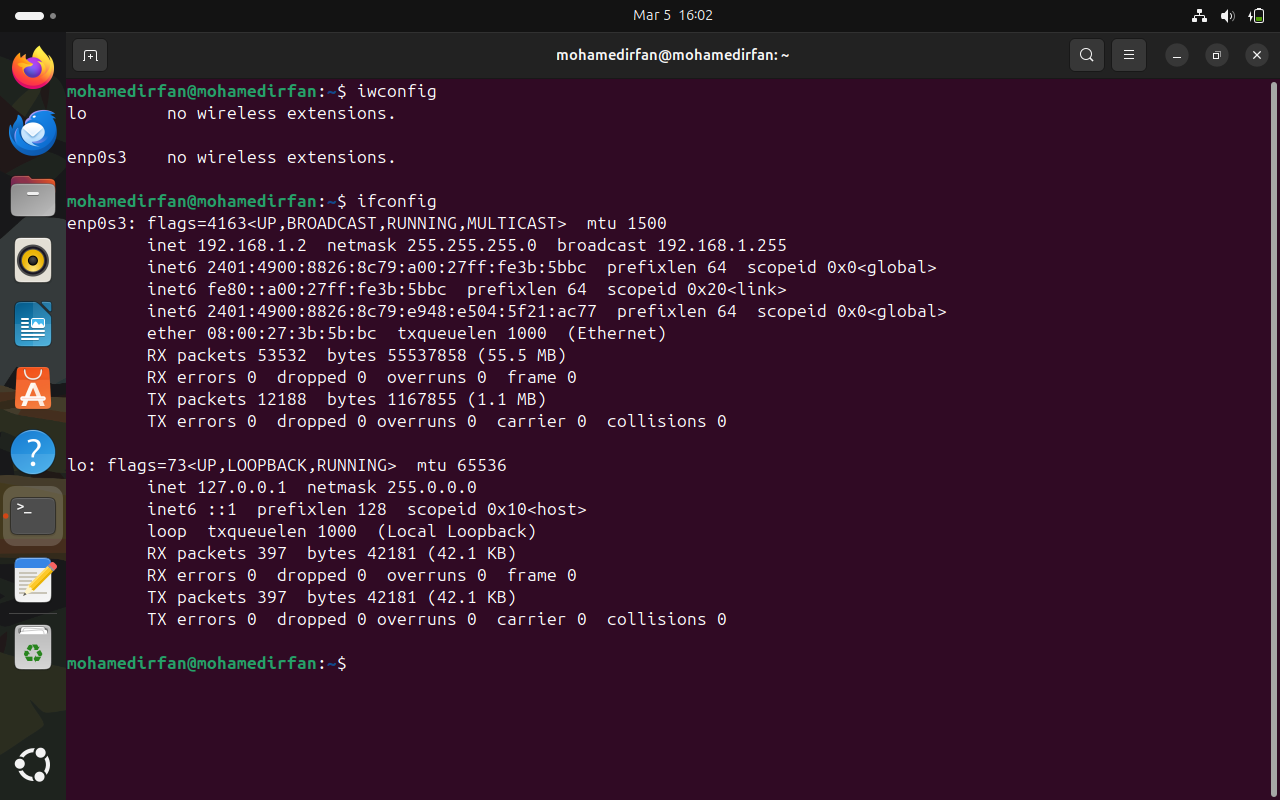 Mar 5  16:02
mohamedirfan@mohamedirfan: ~
mohamedirfan@mohamedirfan:~$ iwconfig
lo        no wireless extensions.
enp0s3    no wireless extensions.
mohamedirfan@mohamedirfan:~$ ifconfig
enp0s3: flags=4163<UP,BROADCAST,RUNNING,MULTICAST>  mtu 1500
        inet 192.168.1.2  netmask 255.255.255.0  broadcast 192.168.1.255
        inet6 2401:4900:8826:8c79:a00:27ff:fe3b:5bbc  prefixlen 64  scopeid 0x0<global>
        inet6 fe80::a00:27ff:fe3b:5bbc  prefixlen 64  scopeid 0x20<link>
        inet6 2401:4900:8826:8c79:e948:e504:5f21:ac77  prefixlen 64  scopeid 0x0<global>
        ether 08:00:27:3b:5b:bc  txqueuelen 1000  (Ethernet)
        RX packets 53532  bytes 55537858 (55.5 MB)
        RX errors 0  dropped 0  overruns 0  frame 0
        TX packets 12188  bytes 1167855 (1.1 MB)
        TX errors 0  dropped 0 overruns 0  carrier 0  collisions 0
lo: flags=73<UP,LOOPBACK,RUNNING>  mtu 65536
        inet 127.0.0.1  netmask 255.0.0.0
        inet6 ::1  prefixlen 128  scopeid 0x10<host>
        loop  txqueuelen 1000  (Local Loopback)
        RX packets 397  bytes 42181 (42.1 KB)
        RX errors 0  dropped 0  overruns 0  frame 0
        TX packets 397  bytes 42181 (42.1 KB)
        TX errors 0  dropped 0 overruns 0  carrier 0  collisions 0
mohamedirfan@mohamedirfan:~$